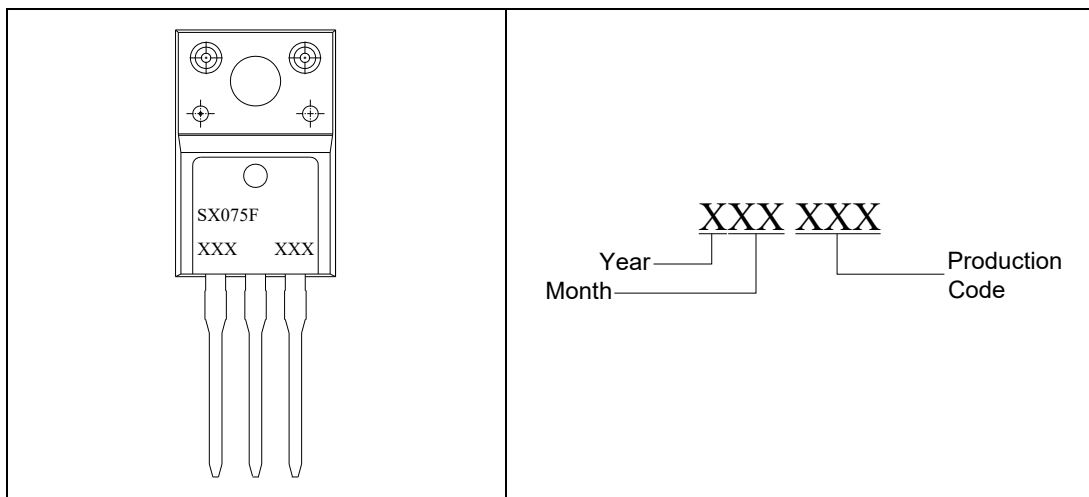 SX075F
XXX XXX
XXX XXX
Year
Month
Production
Code